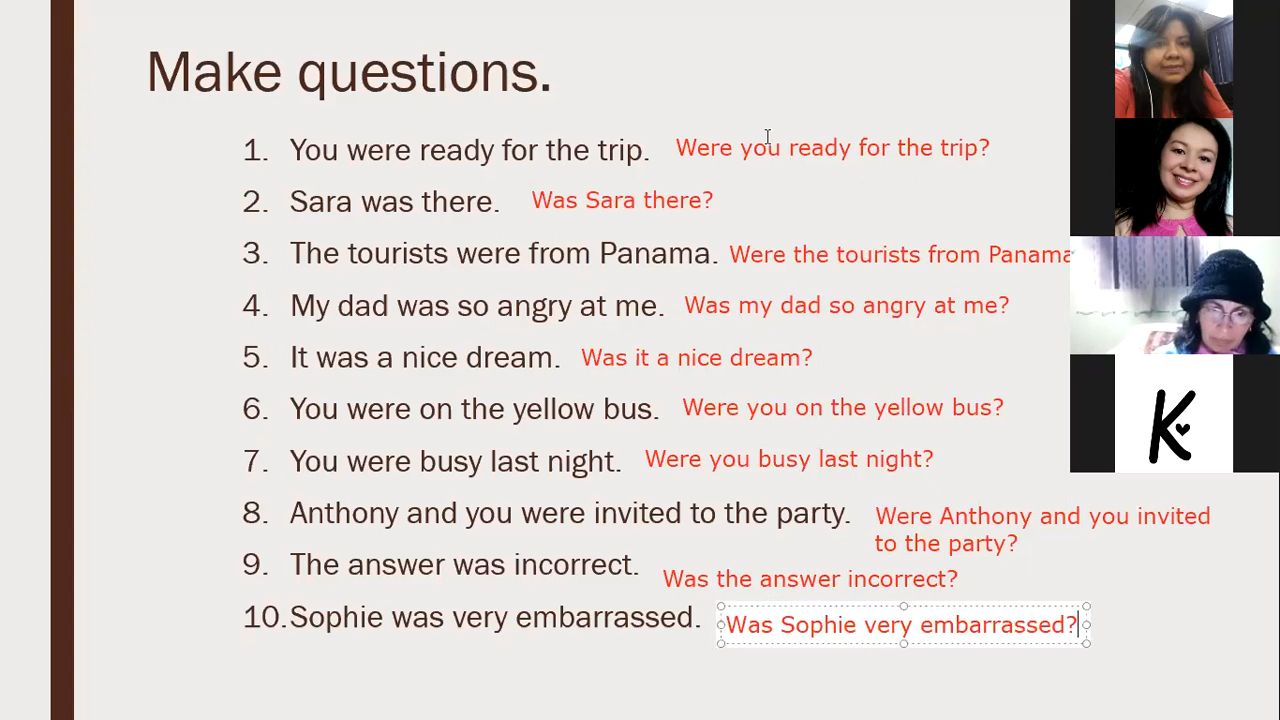 Make questions.
1. You were ready for the trip. Were you ready for the trip?
2. Sara was there. Was Sara there?
3. The tourists were from Panama. Were the tourists from Panama
4. My dad was so angry at me. Was my dad so angry at me?
5. It was a nice dream. Was it a nice dream?
6. You were on the yellow bus. Were you on the yellow bus?
7. You were busy last night. Were you busy last night?
8. Anthony and you were invited to the party. Were Anthony and you invited
to the party?
9. The answer was incorrect. Was the answer incorrect?
10. Sophie was very embarrassed. Was Sophie very embarrassed?
K